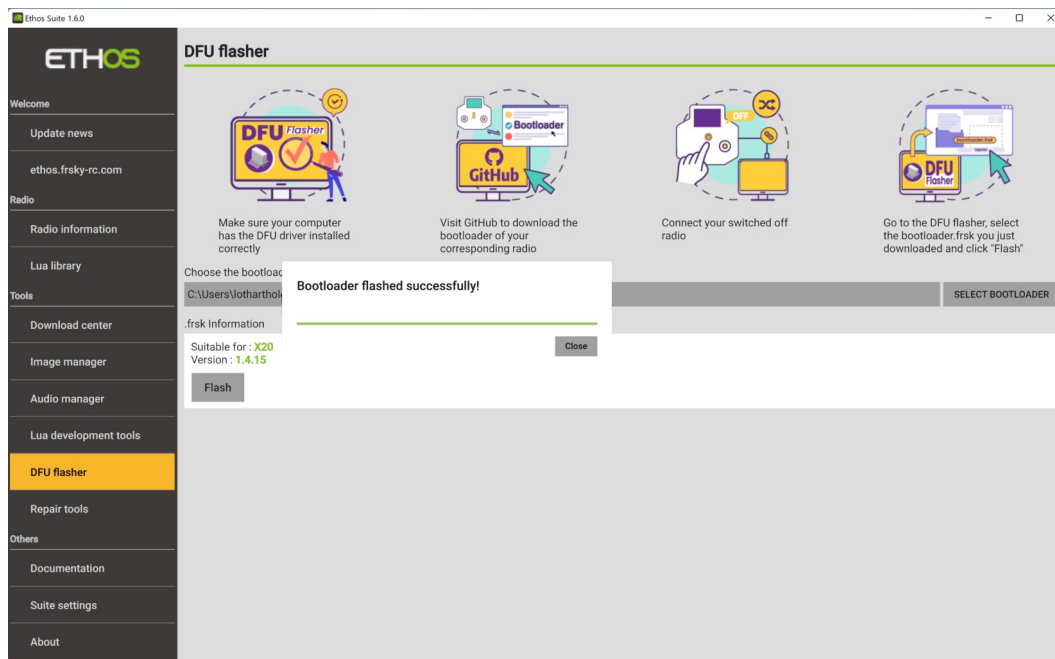 Ethos Suite 1.6.0
ETHOS
Welcome
Update news
ethos.frsky-rc.com
Radio
Radio information
Lua library
Tools
Download center
Image manager
Audio manager
Lua development tools
DFU flasher
Repair tools
Others
Documentation
Suite settings
About
DFU flasher
DFU Flasher
Bootloader
GitHub
OFF
bootloader.frsk
DFU
Flasher
Make sure your computer
has the DFU driver installed
correctly
Visit GitHub to download the
bootloader of your
corresponding radio
Connect your switched off
radio
Go to the DFU flasher, select
the bootloader.frsk you just
downloaded and click "Flash"
Choose the bootloa
C:\Users\lothartho
SELECT BOOTLOADER
Bootloader flashed successfully!
Close
.frsk Information
Suitable for : X20
Version : 1.4.15
Flash